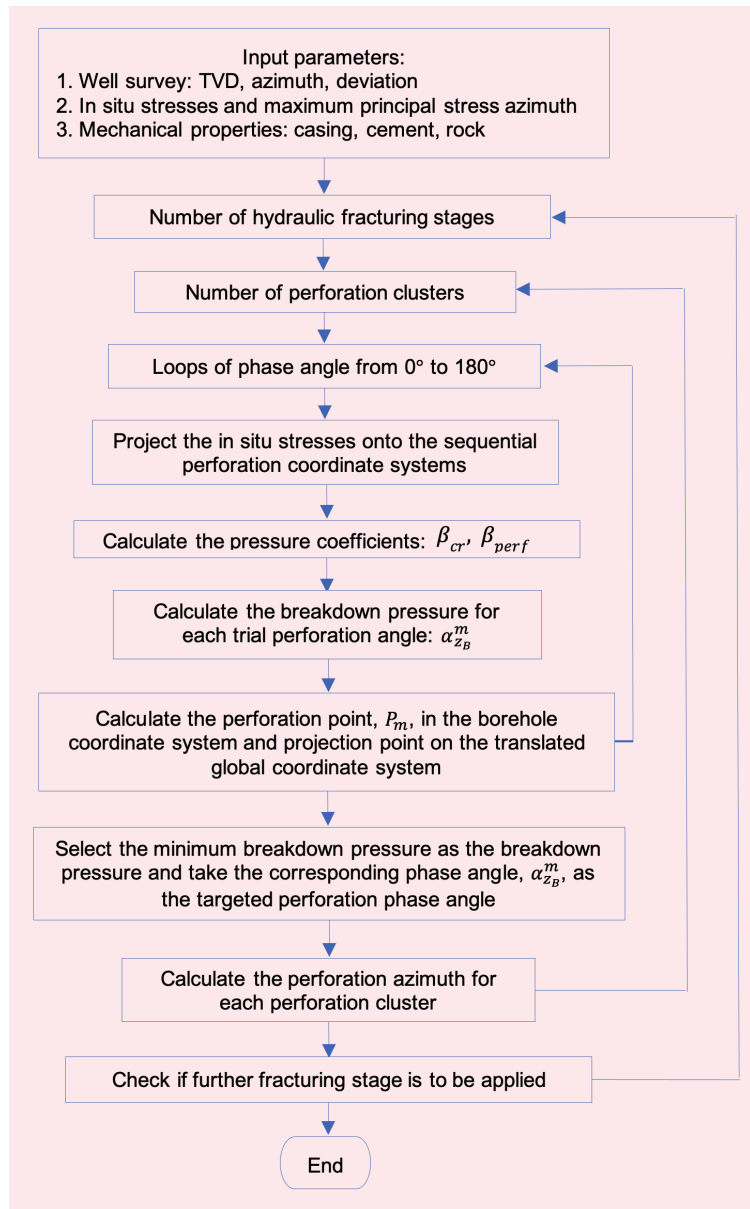 Input parameters:
1. Well survey: TVD, azimuth, deviation
2. In situ stresses and maximum principal stress azimuth
3. Mechanical properties: casing, cement, rock
Number of hydraulic fracturing stages
Number of perforation clusters
Loops of phase angle from 0° to 180°
Project the in situ stresses onto the sequential
perforation coordinate systems
Calculate the pressure coefficients: β_cr, β_perf
Calculate the breakdown pressure for
each trial perforation angle: α^m_{z_B}
Calculate the perforation point, P_m, in the borehole
coordinate system and projection point on the translated
global coordinate system
Select the minimum breakdown pressure as the breakdown
pressure and take the corresponding phase angle, α^m_{z_B}, as
the targeted perforation phase angle
Calculate the perforation azimuth for
each perforation cluster
Check if further fracturing stage is to be applied
End